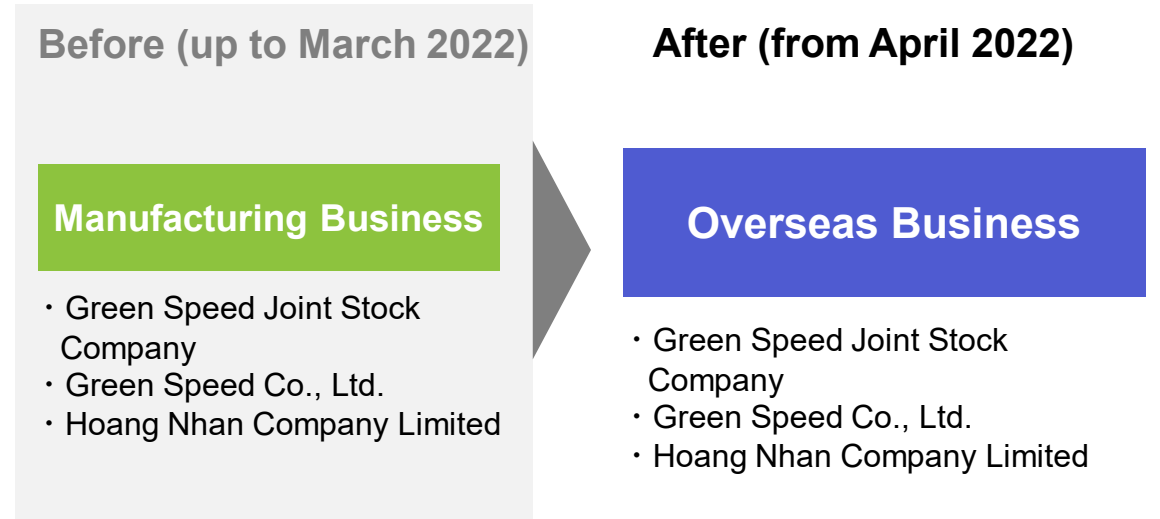 Before (up to March 2022)
Manufacturing Business
・Green Speed Joint Stock
Company
・Green Speed Co., Ltd.
・Hoang Nhan Company Limited
After (from April 2022)
Overseas Business
・Green Speed Joint Stock
Company
・Green Speed Co., Ltd.
・Hoang Nhan Company Limited